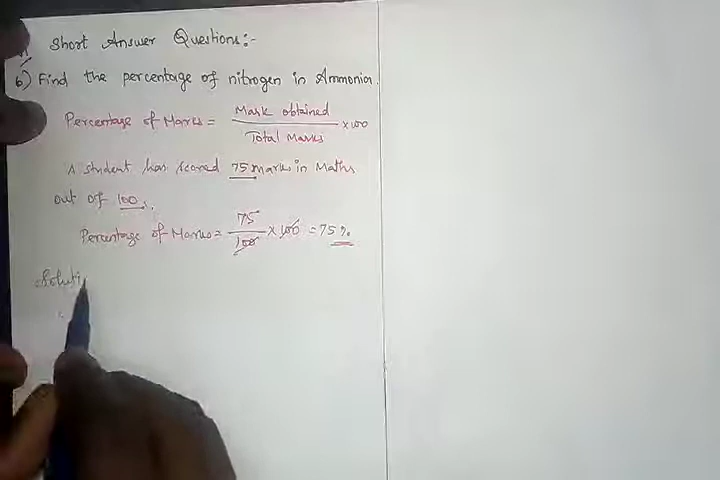 Short Answer Questions:-
6) Find the percentage of nitrogen in Ammonia.
Percentage of Marks = Mark obtained / Total Marks × 100
A student has scored 75 marks in Maths
out of 100.
Percentage of Marks = 75 / 100 × 100 = 75%
Soluti